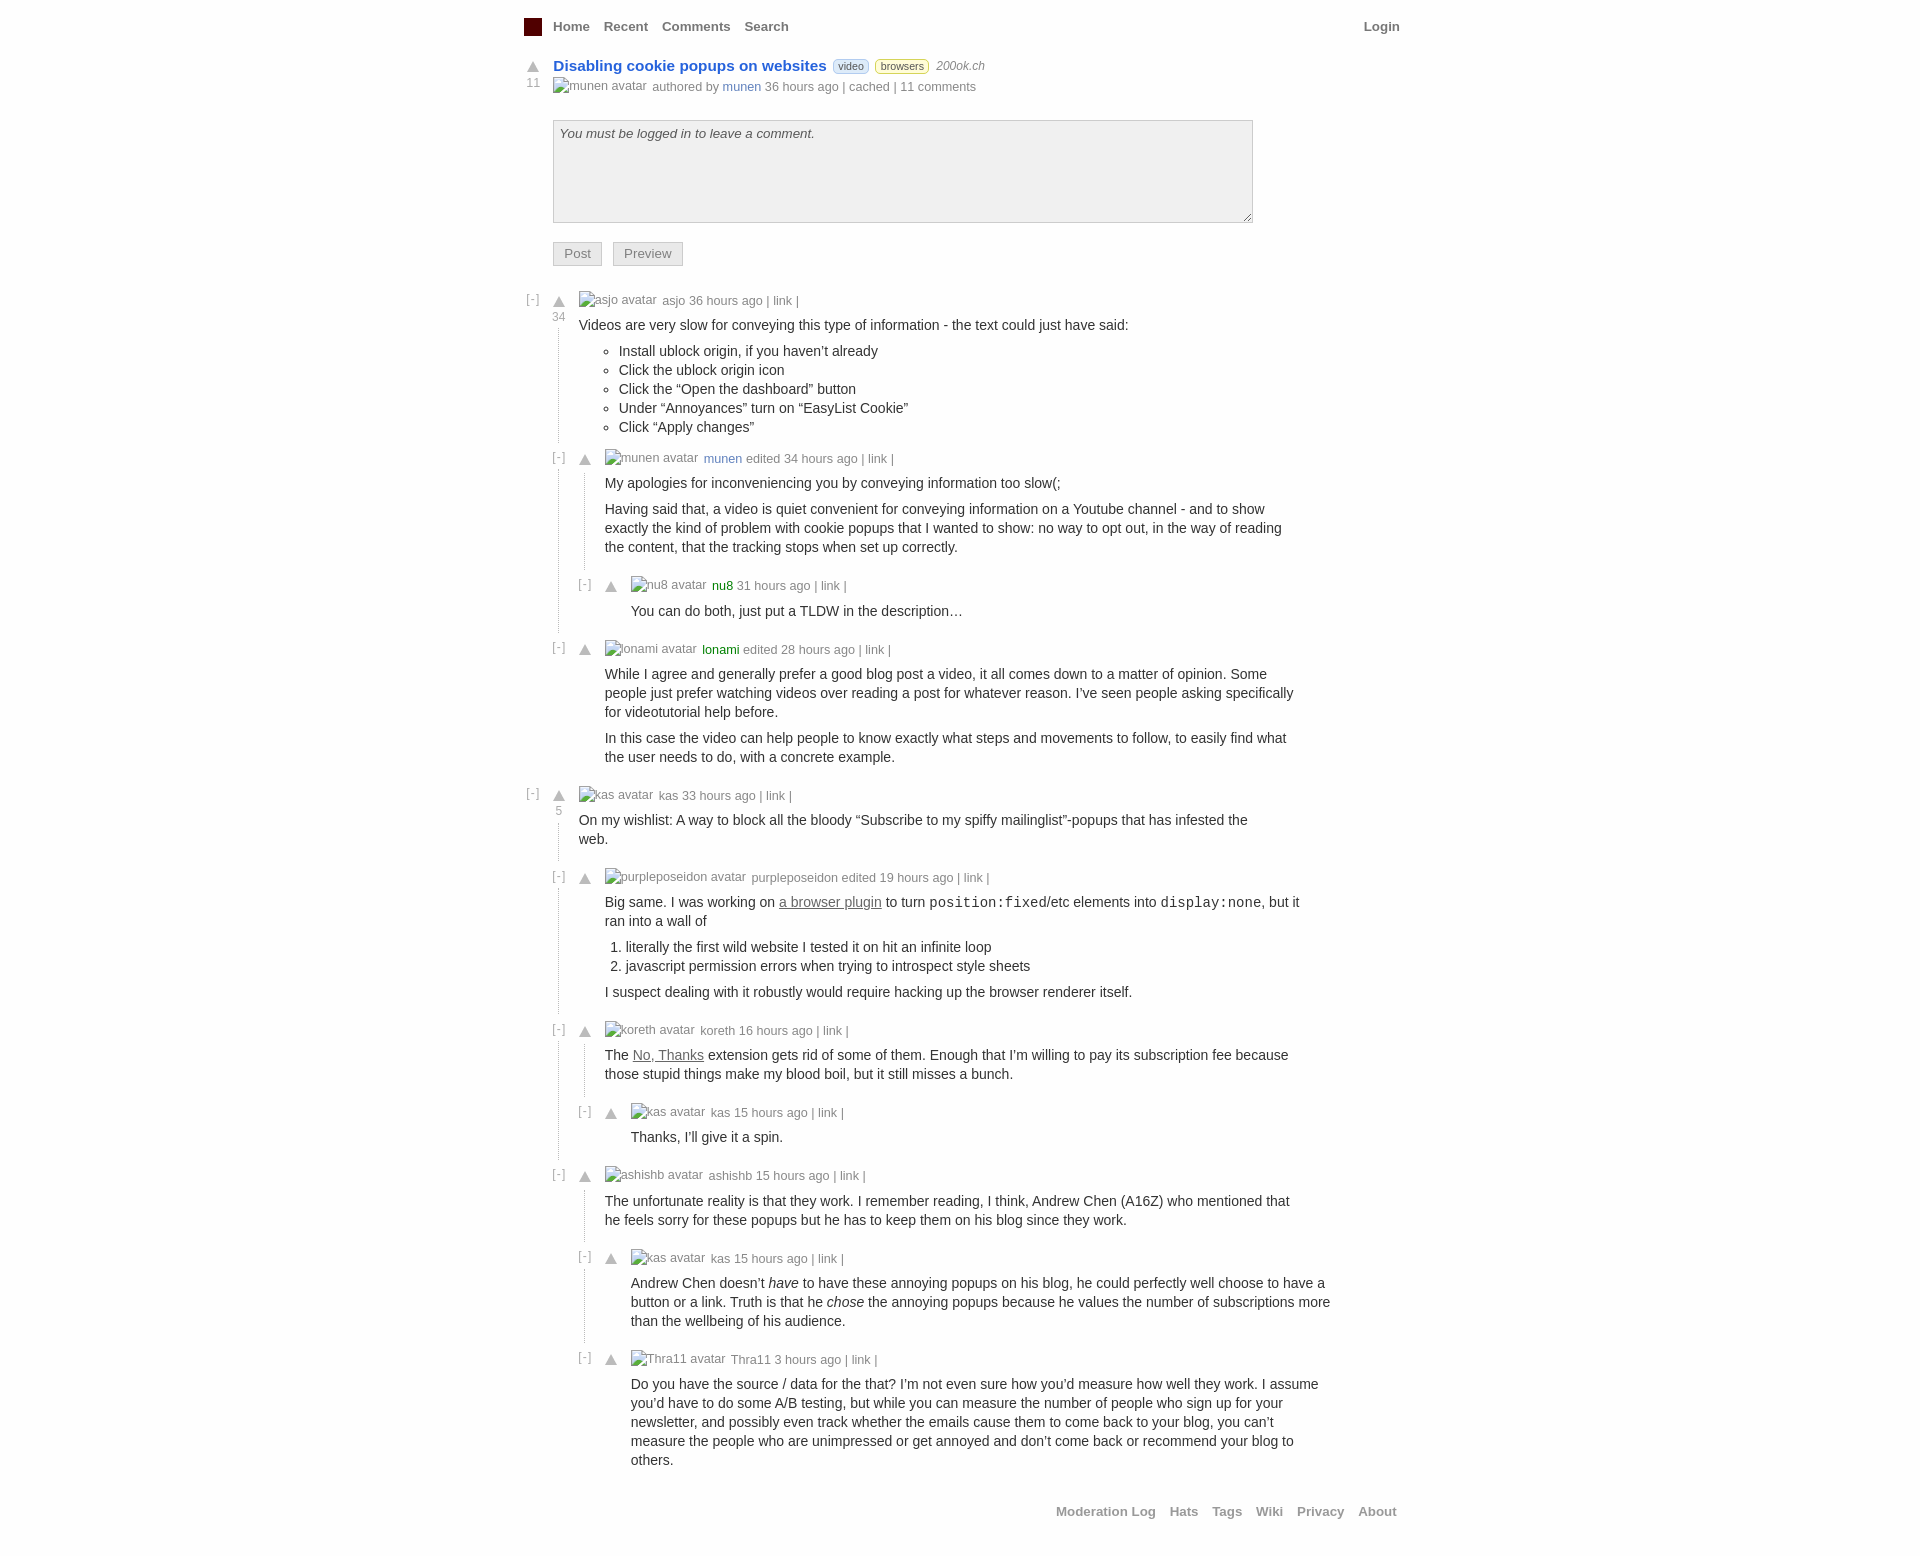 Home Recent Comments Search Login
Disabling cookie popups on websites video browsers 200ok.ch
11 munen avatar authored by munen 36 hours ago | cached | 11 comments
You must be logged in to leave a comment.
Post Preview
[-] asjo avatar asjo 36 hours ago | link |
34
Videos are very slow for conveying this type of information - the text could just have said:
Install ublock origin, if you haven’t already
Click the ublock origin icon
Click the “Open the dashboard” button
Under “Annoyances” turn on “EasyList Cookie”
Click “Apply changes”
[-] munen avatar munen edited 34 hours ago | link |
My apologies for inconveniencing you by conveying information too slow(;
Having said that, a video is quiet convenient for conveying information on a Youtube channel - and to show
exactly the kind of problem with cookie popups that I wanted to show: no way to opt out, in the way of reading
the content, that the tracking stops when set up correctly.
[-] nu8 avatar nu8 31 hours ago | link |
You can do both, just put a TLDW in the description…
[-] lonami avatar lonami edited 28 hours ago | link |
While I agree and generally prefer a good blog post a video, it all comes down to a matter of opinion. Some
people just prefer watching videos over reading a post for whatever reason. I’ve seen people asking specifically
for videotutorial help before.
In this case the video can help people to know exactly what steps and movements to follow, to easily find what
the user needs to do, with a concrete example.
[-] kas avatar kas 33 hours ago | link |
5
On my wishlist: A way to block all the bloody “Subscribe to my spiffy mailinglist”-popups that has infested the
web.
[-] purpleposeidon avatar purpleposeidon edited 19 hours ago | link |
Big same. I was working on a browser plugin to turn position:fixed/etc elements into display:none, but it
ran into a wall of
1. literally the first wild website I tested it on hit an infinite loop
2. javascript permission errors when trying to introspect style sheets
I suspect dealing with it robustly would require hacking up the browser renderer itself.
[-] koreth avatar koreth 16 hours ago | link |
The No, Thanks extension gets rid of some of them. Enough that I’m willing to pay its subscription fee because
those stupid things make my blood boil, but it still misses a bunch.
[-] kas avatar kas 15 hours ago | link |
Thanks, I’ll give it a spin.
[-] ashishb avatar ashishb 15 hours ago | link |
The unfortunate reality is that they work. I remember reading, I think, Andrew Chen (A16Z) who mentioned that
he feels sorry for these popups but he has to keep them on his blog since they work.
[-] kas avatar kas 15 hours ago | link |
Andrew Chen doesn’t have to have these annoying popups on his blog, he could perfectly well choose to have a
button or a link. Truth is that he chose the annoying popups because he values the number of subscriptions more
than the wellbeing of his audience.
[-] Thra11 avatar Thra11 3 hours ago | link |
Do you have the source / data for the that? I’m not even sure how you’d measure how well they work. I assume
you’d have to do some A/B testing, but while you can measure the number of people who sign up for your
newsletter, and possibly even track whether the emails cause them to come back to your blog, you can’t
measure the people who are unimpressed or get annoyed and don’t come back or recommend your blog to
others.
Moderation Log Hats Tags Wiki Privacy About